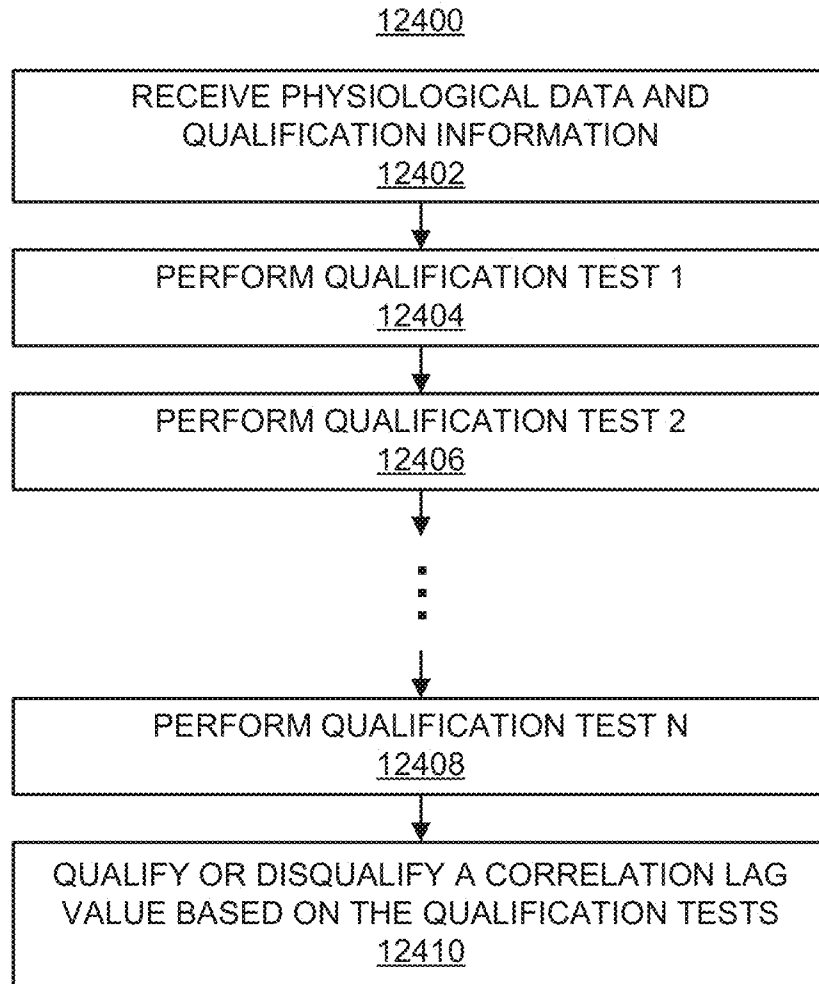 12400
RECEIVE PHYSIOLOGICAL DATA AND
QUALIFICATION INFORMATION
12402
PERFORM QUALIFICATION TEST 1
12404
PERFORM QUALIFICATION TEST 2
12406
PERFORM QUALIFICATION TEST N
12408
QUALIFY OR DISQUALIFY A CORRELATION LAG
VALUE BASED ON THE QUALIFICATION TESTS
12410